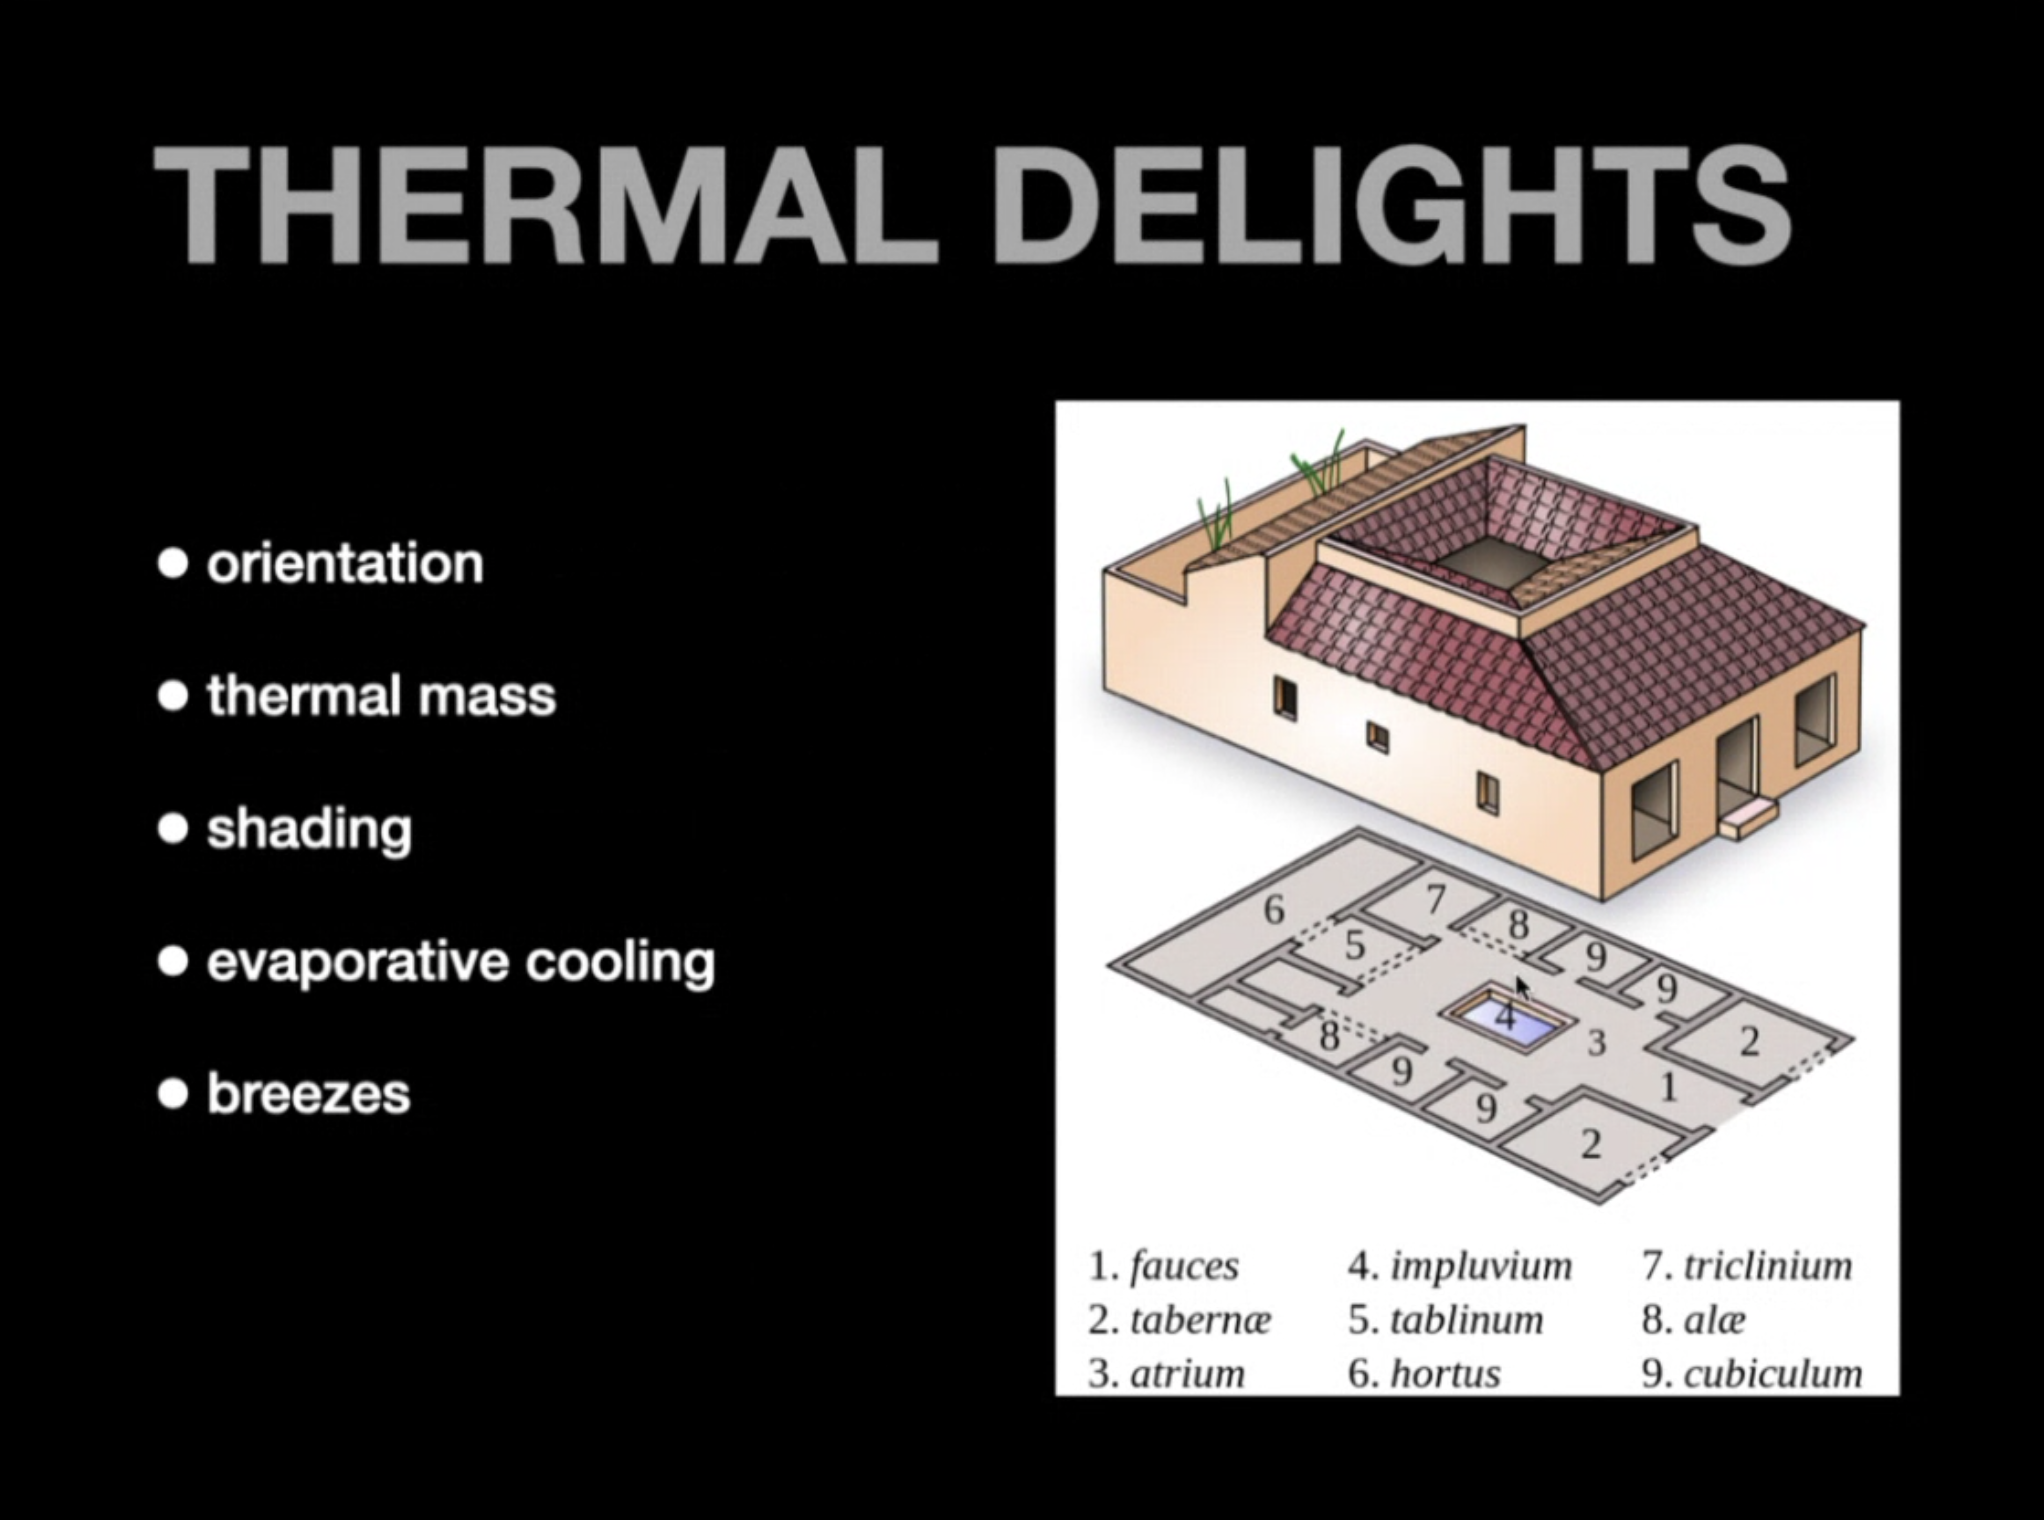 THERMAL DELIGHTS
● orientation
● thermal mass
● shading
● evaporative cooling
● breezes
6
7
8
5
9
9
4
3
2
8
9
1
9
2
1. fauces
4. impluvium
7. triclinium
2. tabernæ
5. tablinum
8. alæ
3. atrium
6. hortus
9. cubiculum